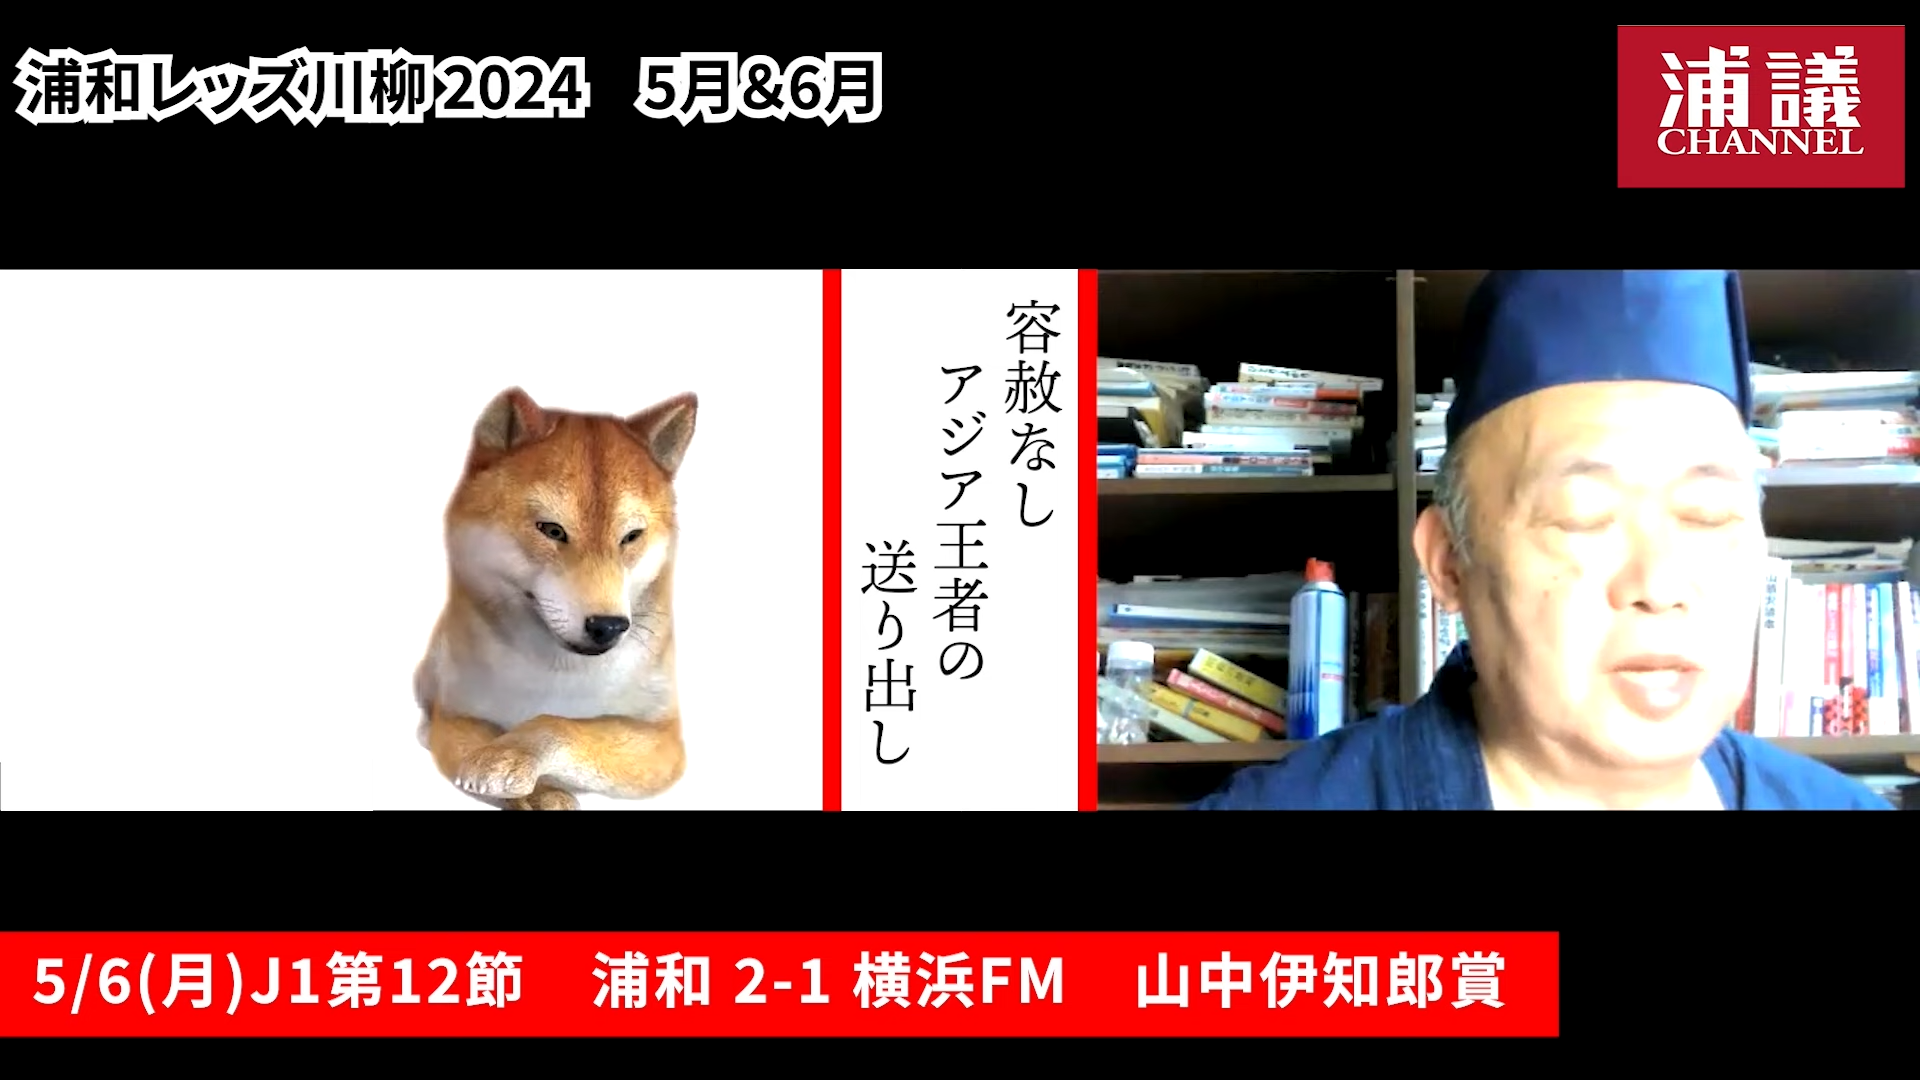 浦和レッズ川柳2024　5月&6月
浦議
CHANNEL
容赦なし
アジア王者の
送り出し
5/6(月)J1第12節　浦和 2-1 横浜FM　山中伊知郎賞